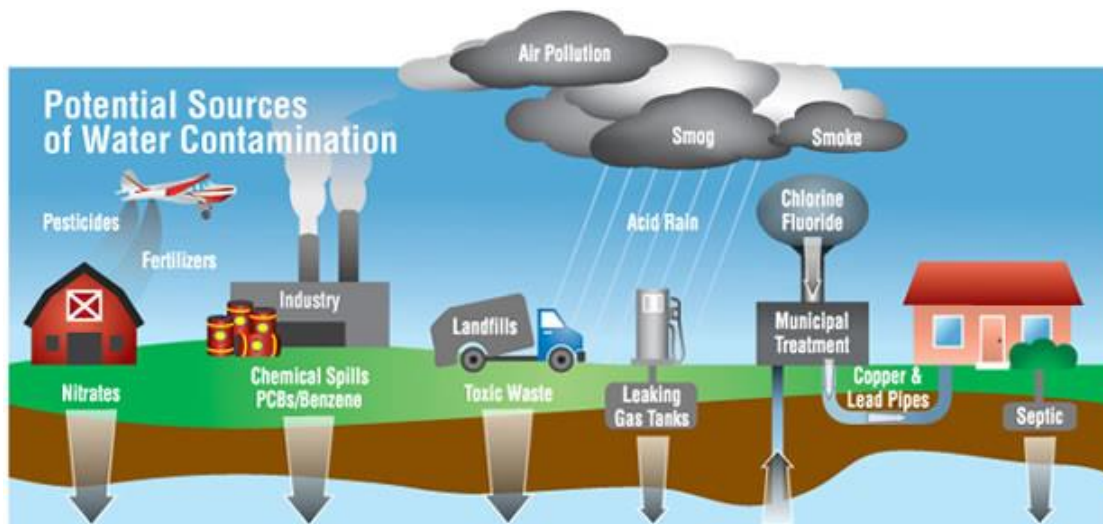 Potential Sources
of Water Contamination
Air Pollution
Smog
Smoke
Pesticides
Fertilizers
Acid Rain
Chlorine
Fluoride
Industry
Landfills
Municipal
Treatment
Nitrates
Chemical Spills
PCBs/Benzene
Toxic Waste
Leaking
Gas Tanks
Copper &
Lead Pipes
Septic